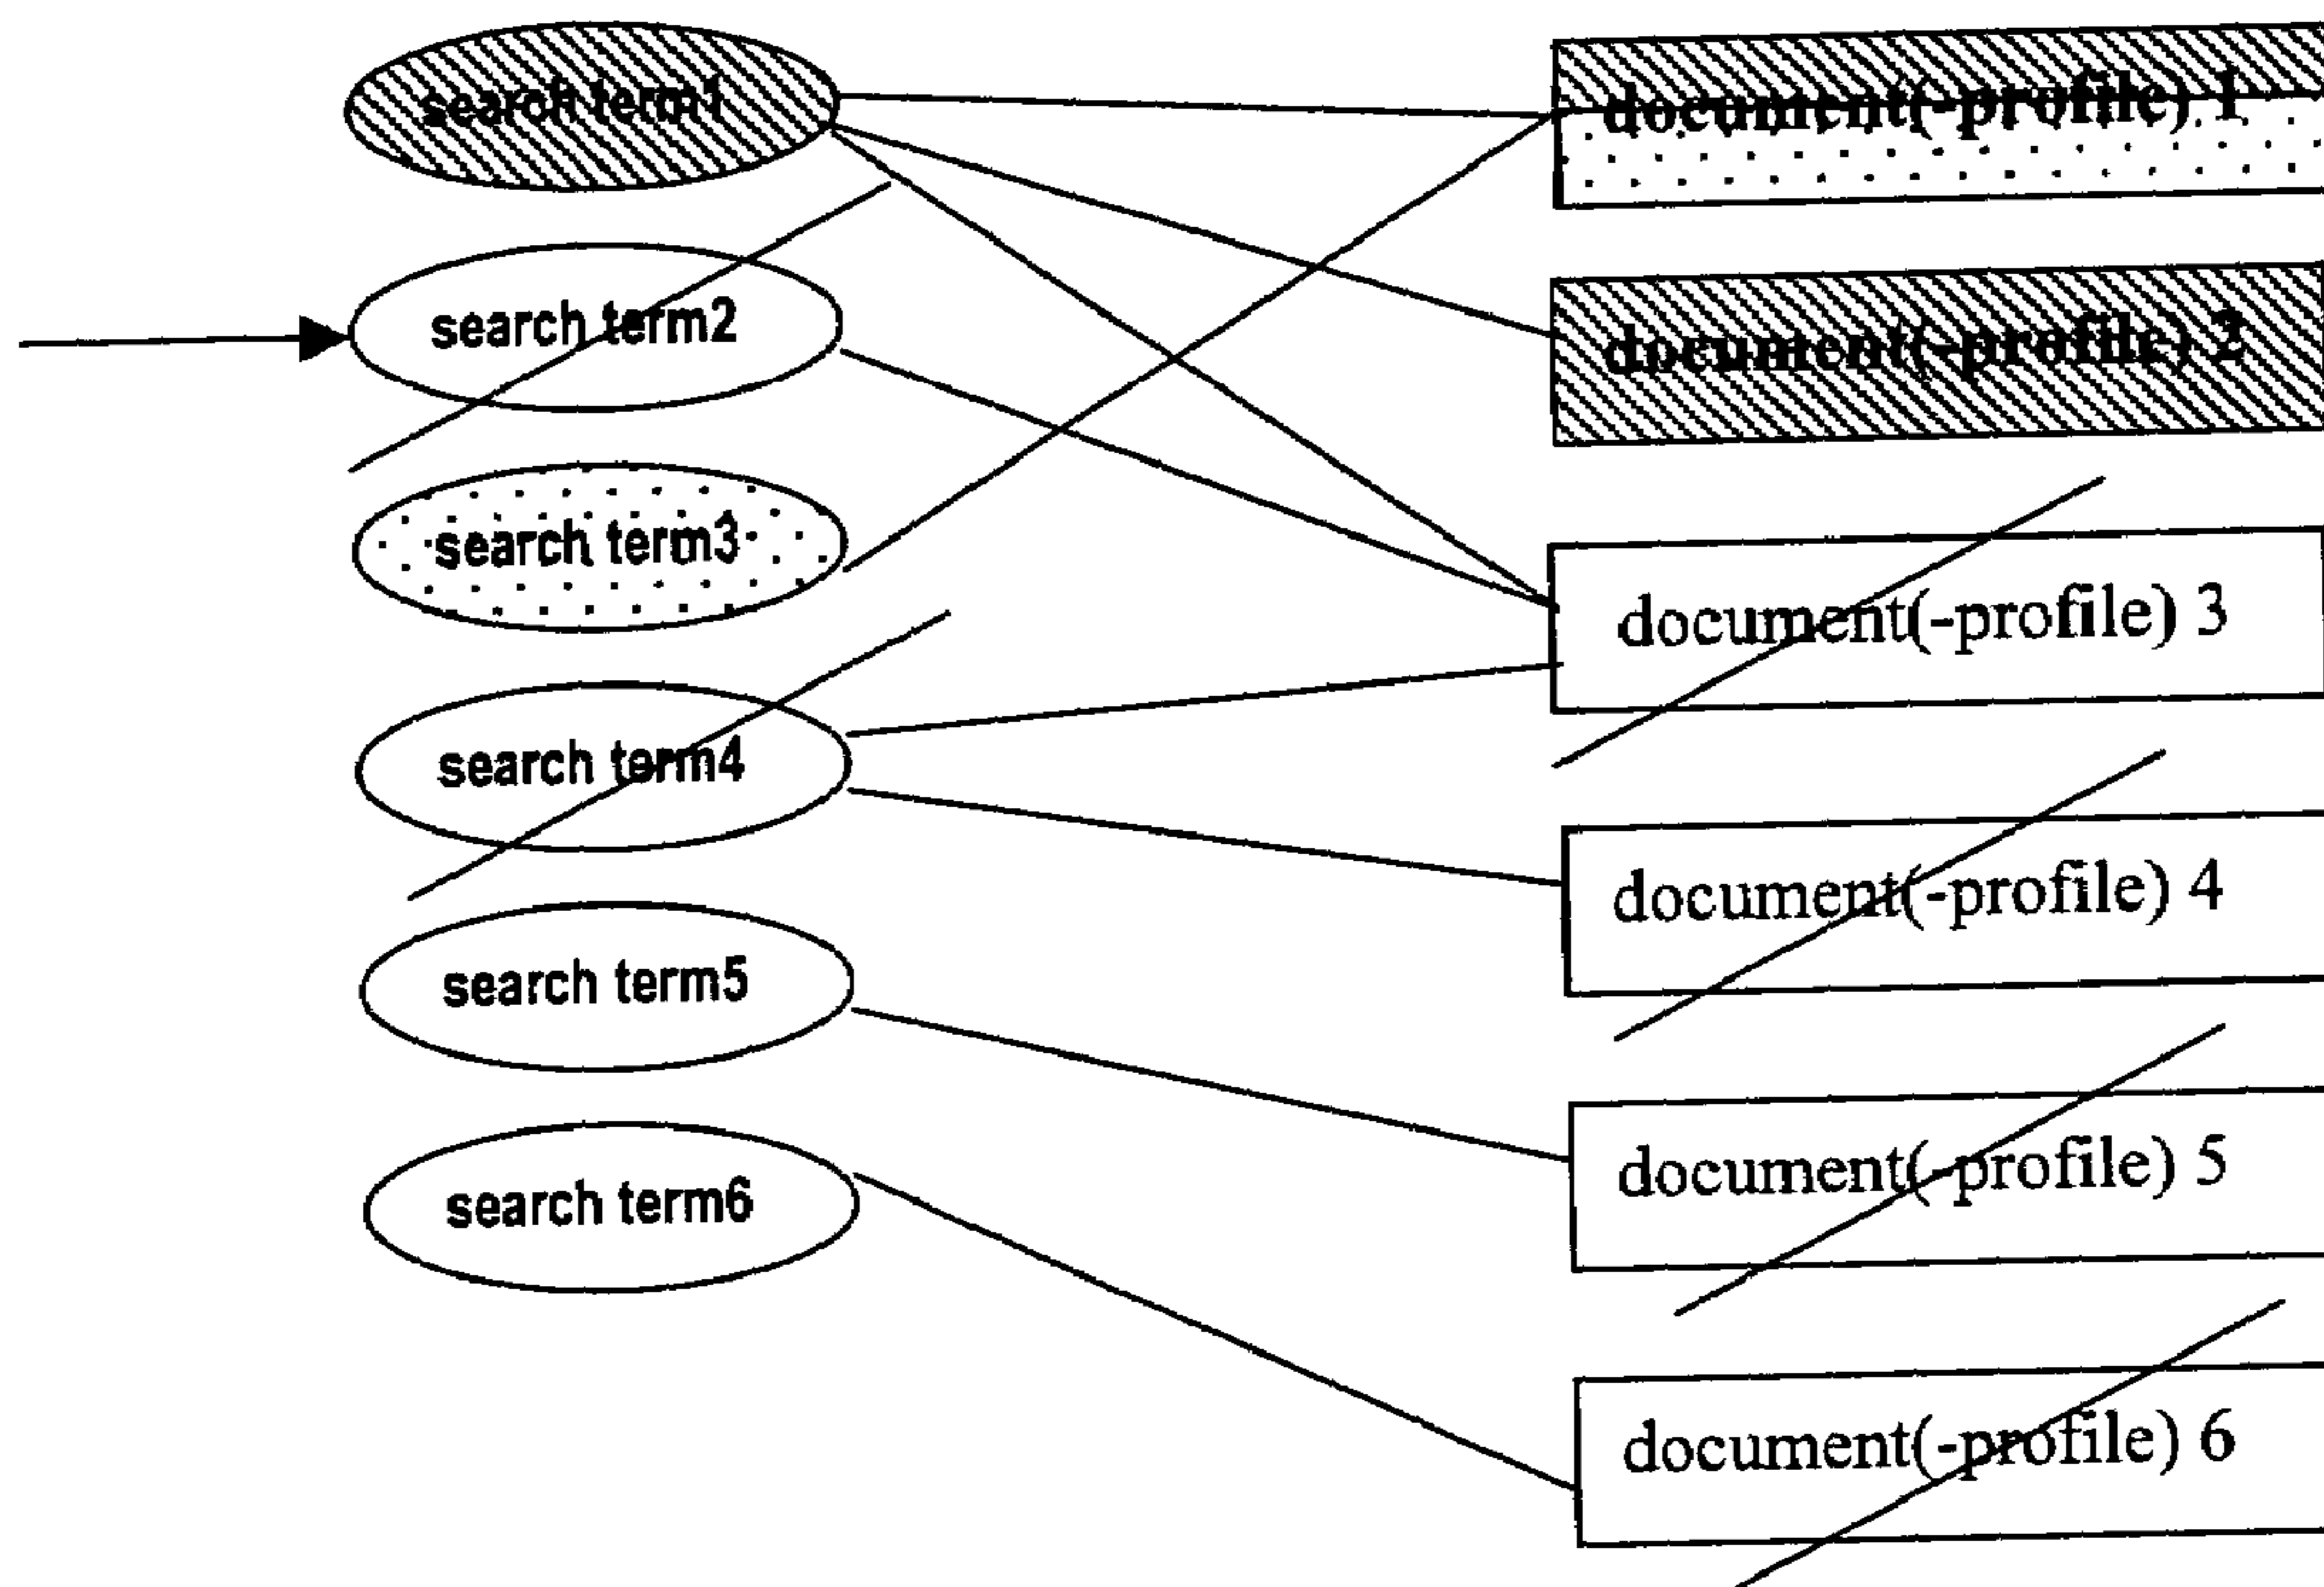 search term1
search term2
search term3
search term4
search term5
search term6
document(-profile) 1
document(-profile) 2
document(-profile) 3
document(-profile) 4
document(-profile) 5
document(-profile) 6